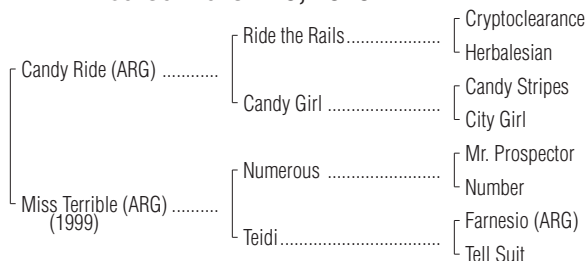 Cryptoclearance
Ride the Rails
Herbalesian
Candy Ride (ARG)
Candy Stripes
Candy Girl
City Girl
Mr. Prospector
Numerous
Number
Miss Terrible (ARG)
(1999)
Farnesio (ARG)
Teidi
Tell Suit